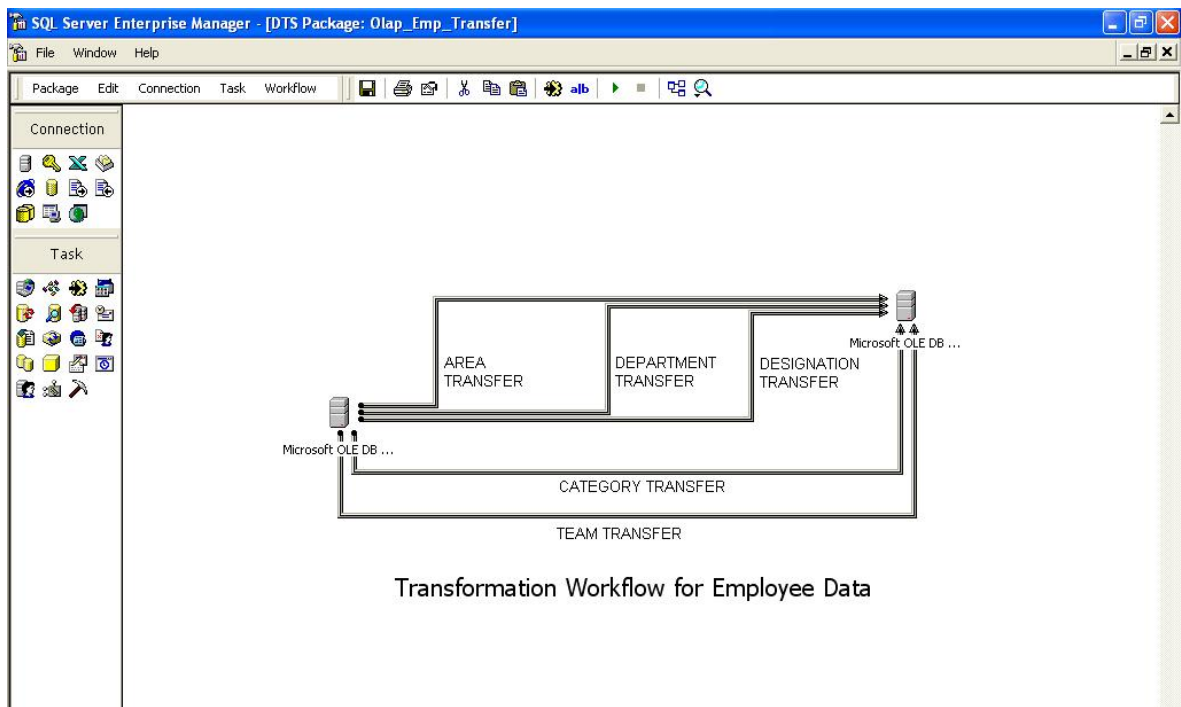 SQL Server Enterprise Manager - [DTS Package: Olap_Emp_Transfer]
File Window Help
Package Edit Connection Task Workflow a|b
Connection
Task
AREA
TRANSFER
DEPARTMENT
TRANSFER
DESIGNATION
TRANSFER
Microsoft OLE DB ...
Microsoft OLE DB ...
CATEGORY TRANSFER
TEAM TRANSFER
Transformation Workflow for Employee Data